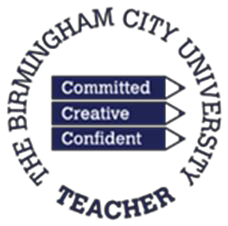 THE BIRMINGHAM CITY UNIVERSITY
Committed
Creative
Confident
TEACHER